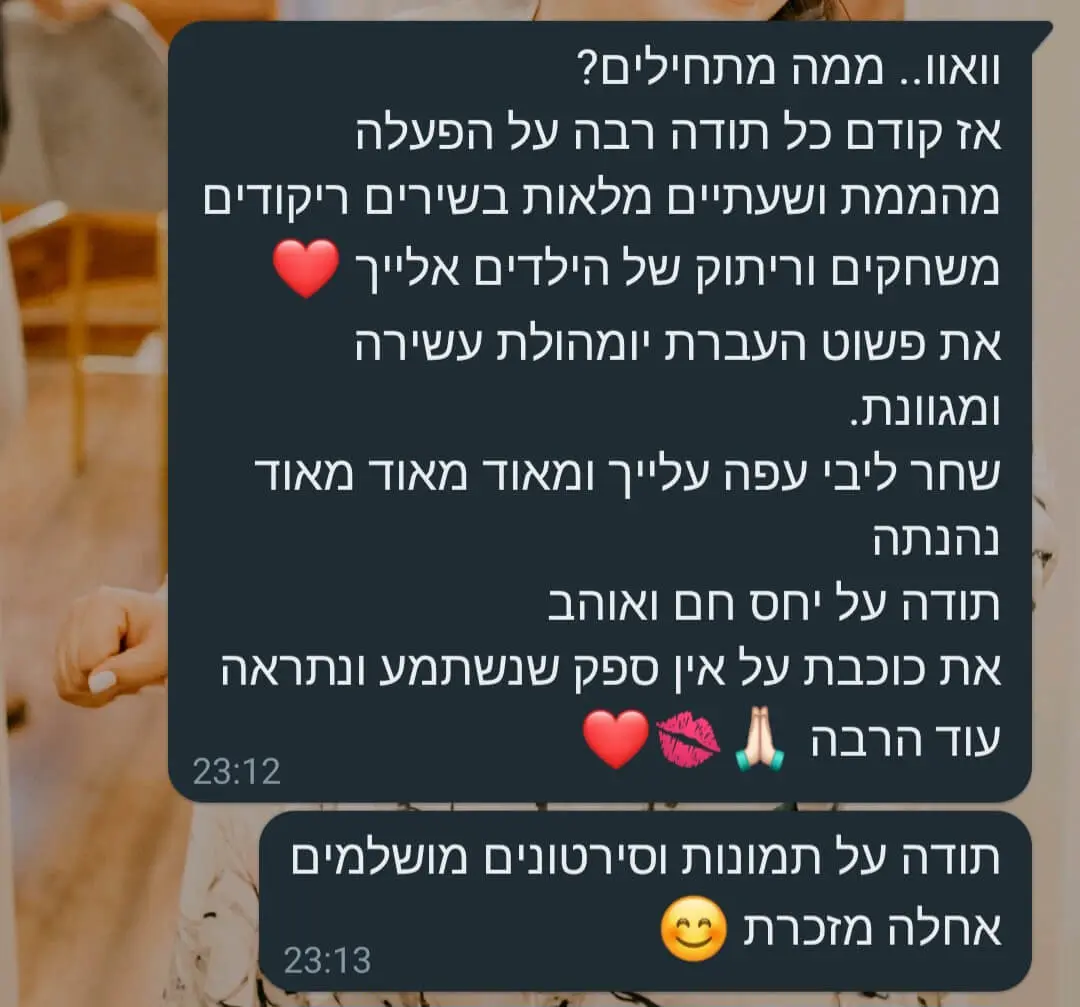 וואוו.. ממה מתחילים?
אז קודם כל תודה רבה על הפעלה
מהממת ושעתיים מלאות בשירים ריקודים
משחקים וריתוק של הילדים אלייך ❤️
את פשוט העברת יומהולת עשירה
ומגוונת.
שחר ליבי עפה עלייך ומאוד מאוד מאוד
נהנתה
תודה על יחס חם ואוהב
את כוכבת על אין ספק שנשתמע ונתראה
עוד הרבה 🙏🏻💋❤️
23:12
תודה על תמונות וסירטונים מושלמים
אחלה מזכרת 😊
23:13